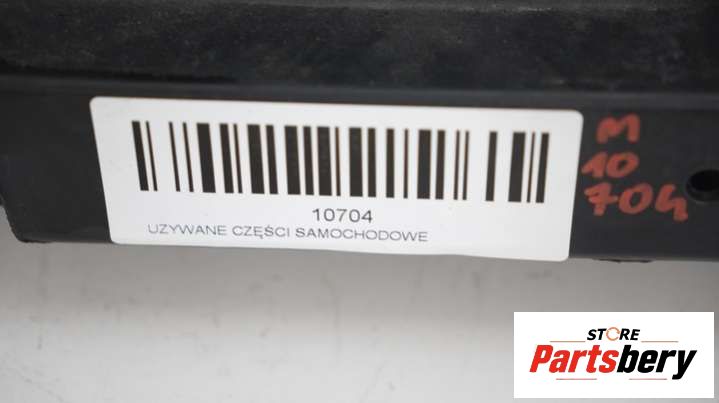 10704
UZYWANE CZĘŚCI SAMOCHODOWE
M
10
704
STORE
Partsbery